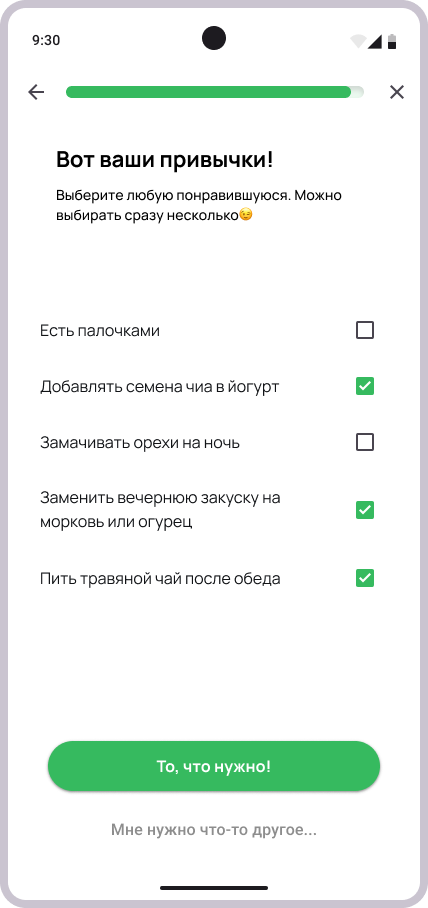 9:30
Вот ваши привычки!
Выберите любую понравившуюся. Можно
выбирать сразу несколько😉
Есть палочками
Добавлять семена чиа в йогурт
Замачивать орехи на ночь
Заменить вечернюю закуску на
морковь или огурец
Пить травяной чай после обеда
То, что нужно!
Мне нужно что-то другое...